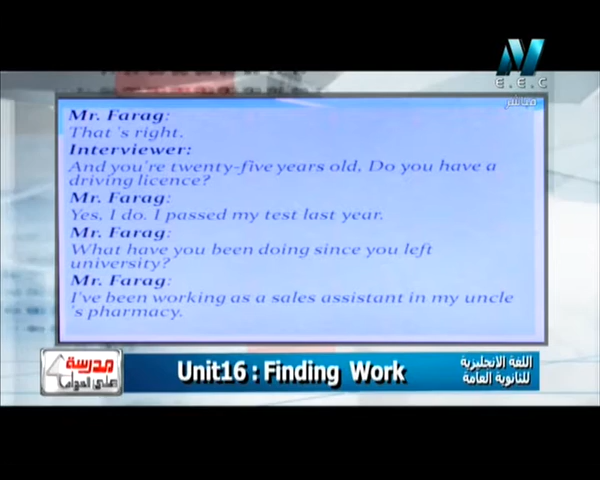 E.E.C
مباشر
Mr. Farag:
That 's right.
Interviewer:
And you're twenty-five years old, Do you have a
driving licence?
Mr. Farag:
Yes, I do. I passed my test last year.
Mr. Farag:
What have you been doing since you left
university?
Mr. Farag:
I've been working as a sales assistant in my uncle
's pharmacy.
مدرسة
على الهواء
Unit16 : Finding Work
اللغة الإنجليزية
للثانوية العامة